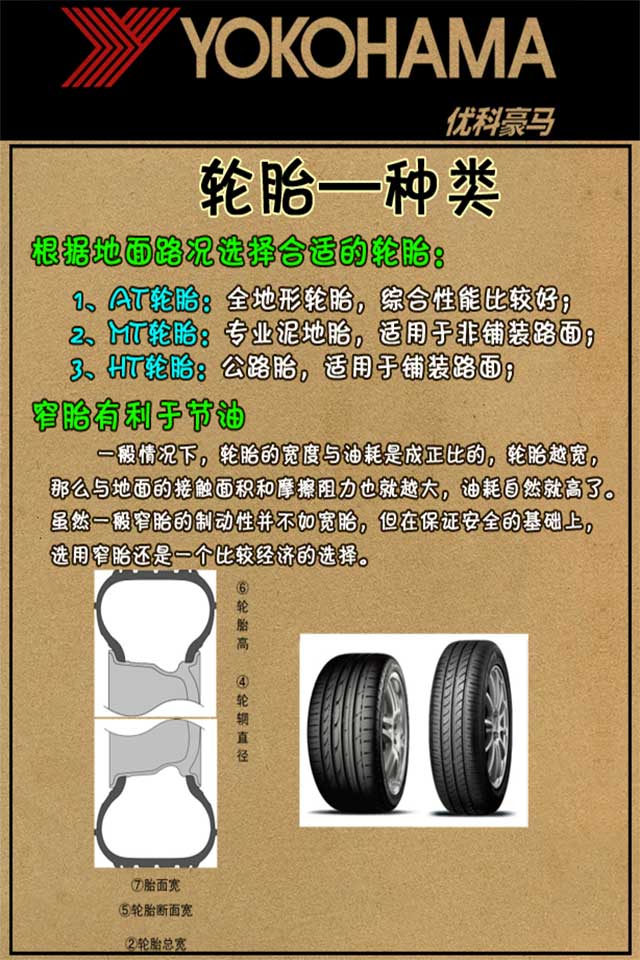 YOKOHAMA
优科豪马
轮胎—种类
根据地面路况选择合适的轮胎：
1、AT轮胎：全地形轮胎，综合性能比较好；
2、MT轮胎：专业泥地胎，适用于非铺装路面；
3、HT轮胎：公路胎，适用于铺装路面；
窄胎有利于节油
一般情况下，轮胎的宽度与油耗是成正比的，轮胎越宽，
那么与地面的接触面积和摩擦阻力也就越大，油耗自然就高了。
虽然一般窄胎的制动性并不如宽胎，但在保证安全的基础上，
选用窄胎还是一个比较经济的选择。
⑥轮胎高
④轮辋直径
⑦胎面宽
⑤轮胎断面宽
②轮胎总宽